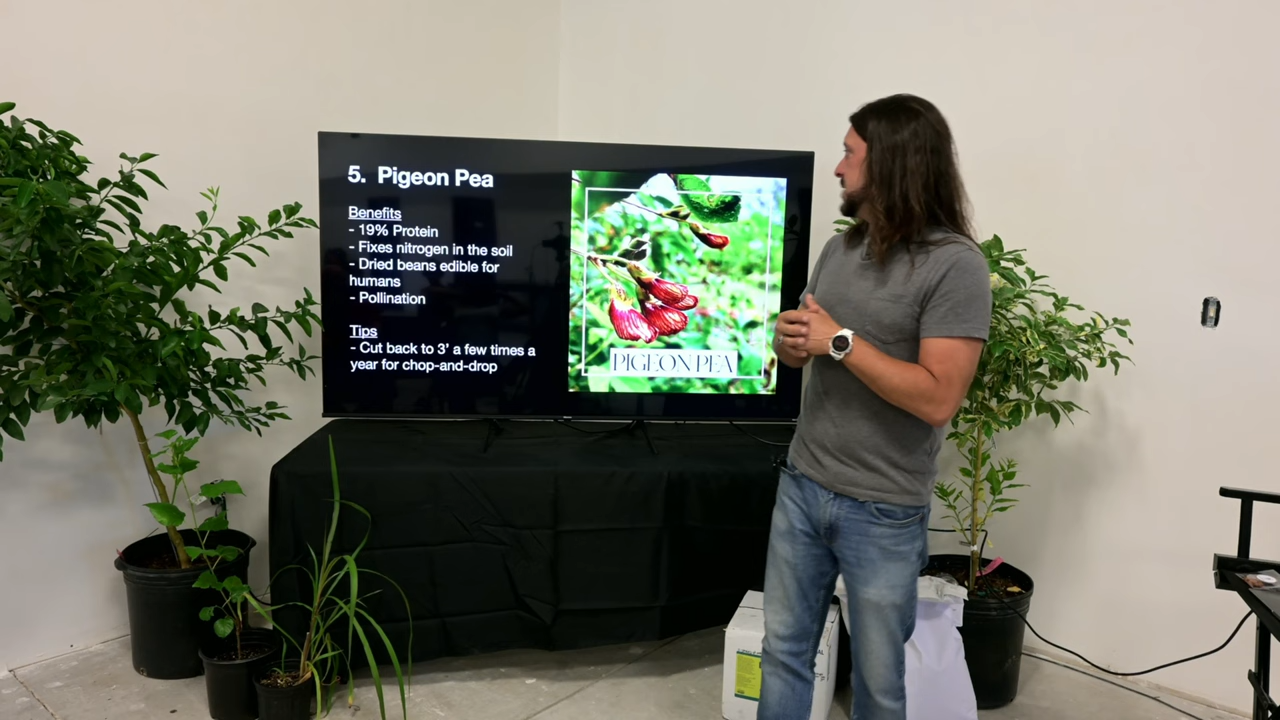 5. Pigeon Pea
Benefits
- 19% Protein
- Fixes nitrogen in the soil
- Dried beans edible for
humans
- Pollination
Tips
- Cut back to 3' a few times a
year for chop-and-drop
PIGEON PEA